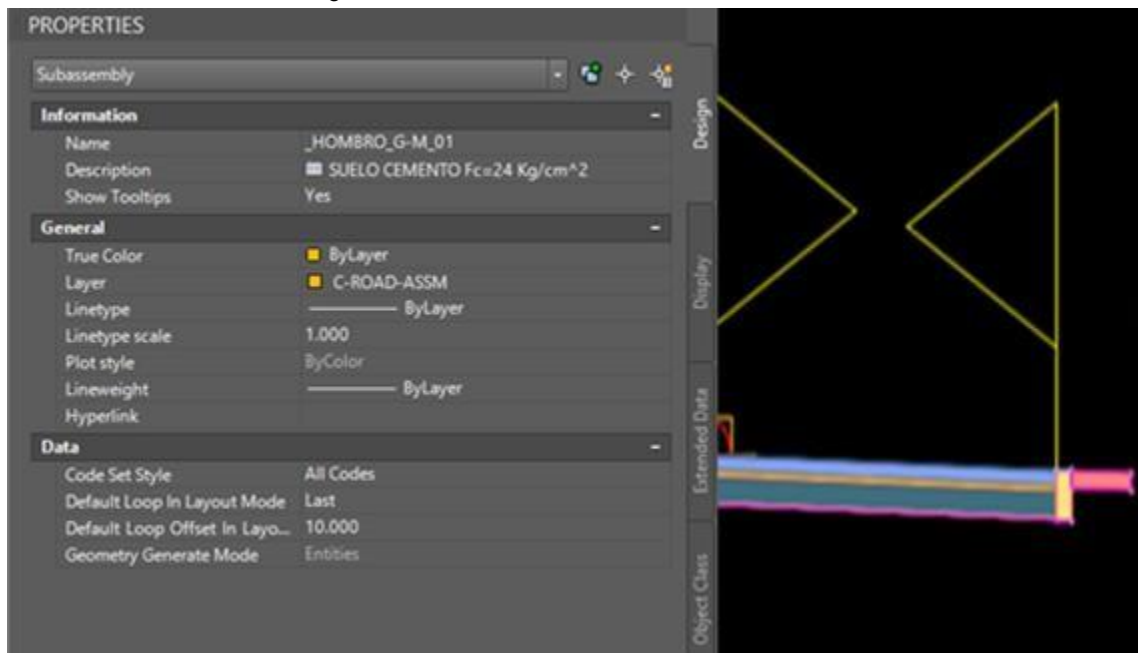 PROPERTIES
Subassembly
Information
Name _HOMBRO_G-M_01
Description SUELO CEMENTO Fc=24 Kg/cm^2
Show Tooltips Yes
General
True Color ByLayer
Layer C-ROAD-ASSM
Linetype ByLayer
Linetype scale 1.000
Plot style ByColor
Lineweight ByLayer
Hyperlink
Data
Code Set Style All Codes
Default Loop In Layout Mode Last
Default Loop Offset In Layo... 10.000
Geometry Generate Mode Entities
Design
Display
Extended Data
Object Class